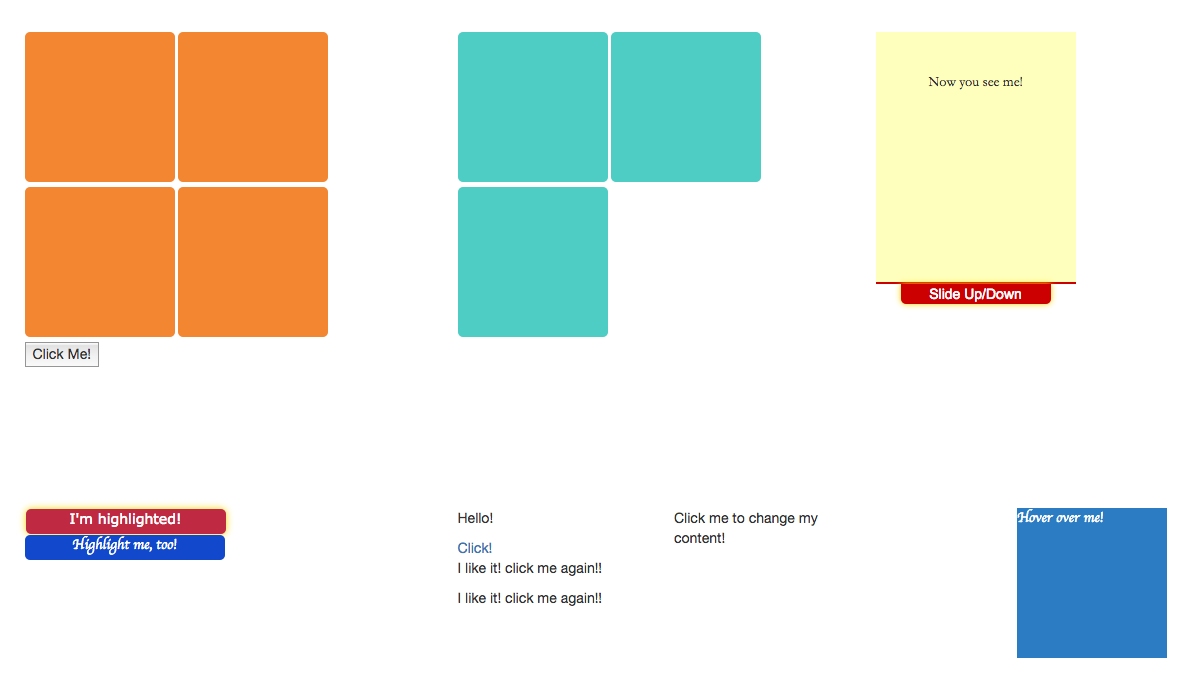 Now you see me!
Slide Up/Down
Click Me!
I'm highlighted!
Highlight me, too!
Hello!
Click!
I like it! click me again!!
I like it! click me again!!
Click me to change my
content!
Hover over me!